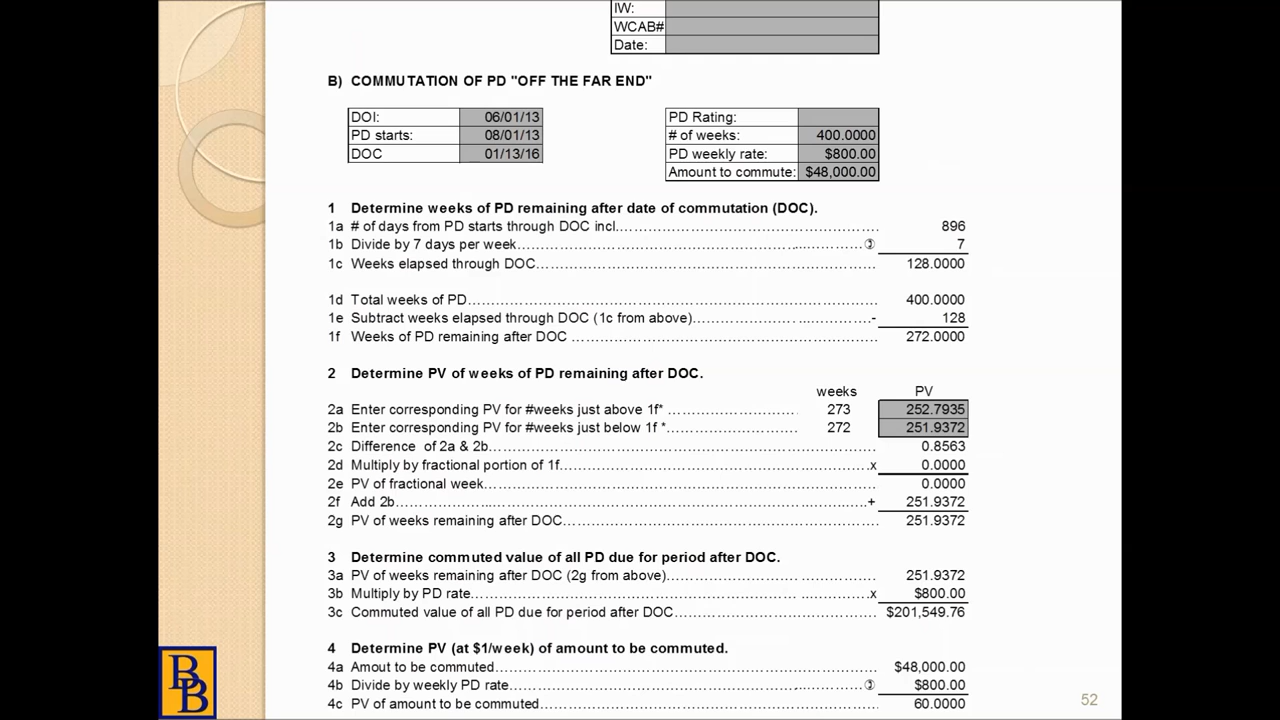 IW:
WCAB#
Date:
B) COMMUTATION OF PD "OFF THE FAR END"
DOI: 06/01/13
PD starts: 08/01/13
DOC 01/13/16
PD Rating:
# of weeks: 400.0000
PD weekly rate: $800.00
Amount to commute: $48,000.00
1 Determine weeks of PD remaining after date of commutation (DOC).
1a # of days from PD starts through DOC incl. 896
1b Divide by 7 days per week 7
1c Weeks elapsed through DOC 128.0000
1d Total weeks of PD 400.0000
1e Subtract weeks elapsed through DOC (1c from above) - 128
1f Weeks of PD remaining after DOC 272.0000
2 Determine PV of weeks of PD remaining after DOC.
weeks PV
2a Enter corresponding PV for #weeks just above 1f* 273 252.7935
2b Enter corresponding PV for #weeks just below 1f * 272 251.9372
2c Difference of 2a & 2b 0.8563
2d Multiply by fractional portion of 1f x 0.0000
2e PV of fractional week 0.0000
2f Add 2b + 251.9372
2g PV of weeks remaining after DOC 251.9372
3 Determine commuted value of all PD due for period after DOC.
3a PV of weeks remaining after DOC (2g from above) 251.9372
3b Multiply by PD rate x $800.00
3c Commuted value of all PD due for period after DOC $201,549.76
4 Determine PV (at $1/week) of amount to be commuted.
4a Amout to be commuted $48,000.00
4b Divide by weekly PD rate $800.00
4c PV of amount to be commuted 60.0000
BB
52